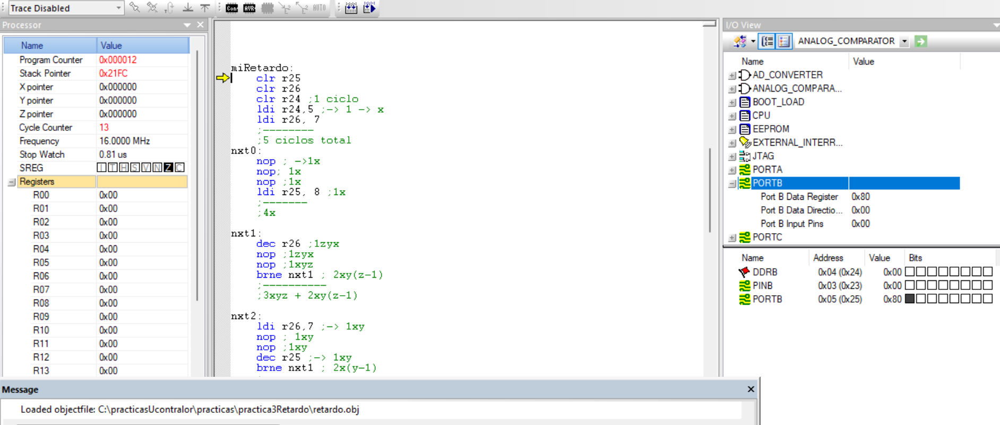 Trace Disabled
Con AVR AUTO
Processor
Name Value
Program Counter 0x000012
Stack Pointer 0x21FC
X pointer 0x000000
Y pointer 0x000000
Z pointer 0x000000
Cycle Counter 13
Frequency 16.0000 MHz
Stop Watch 0.81 us
SREG I T H S V N Z C
Registers
R00 0x00
R01 0x00
R02 0x00
R03 0x00
R04 0x00
R05 0x00
R06 0x00
R07 0x00
R08 0x00
R09 0x00
R10 0x00
R11 0x00
R12 0x00
R13 0x00
miRetardo:
clr r25
clr r26
clr r24 ;1 ciclo
ldi r24,5 ;-> 1 -> x
ldi r26, 7
;--------
;5 ciclos total
nxt0:
nop ; ->1x
nop; 1x
nop ;1x
ldi r25, 8 ;1x
;-------
;4x
nxt1:
dec r26 ;1zyx
nop ;1zyx
nop ;1xyz
brne nxt1 ; 2xy(z-1)
;----------
;3xyz + 2xy(z-1)
nxt2:
ldi r26,7 ;-> 1xy
nop ; 1xy
nop ;1xy
dec r25 ;-> 1xy
brne nxt1 ; 2x(y-1)
I/O View
ANALOG_COMPARATOR
Name Value
AD_CONVERTER
ANALOG_COMPARA...
BOOT_LOAD
CPU
EEPROM
EXTERNAL_INTERR...
JTAG
PORTA
PORTB
Port B Data Register 0x80
Port B Data Directio... 0x00
Port B Input Pins 0x00
PORTC
Name Address Value Bits
DDRB 0x04 (0x24) 0x00
PINB 0x03 (0x23) 0x00
PORTB 0x05 (0x25) 0x80
Message
Loaded objectfile: C:\practicasUcontralor\practicas\practica3Retardo\retardo.obj